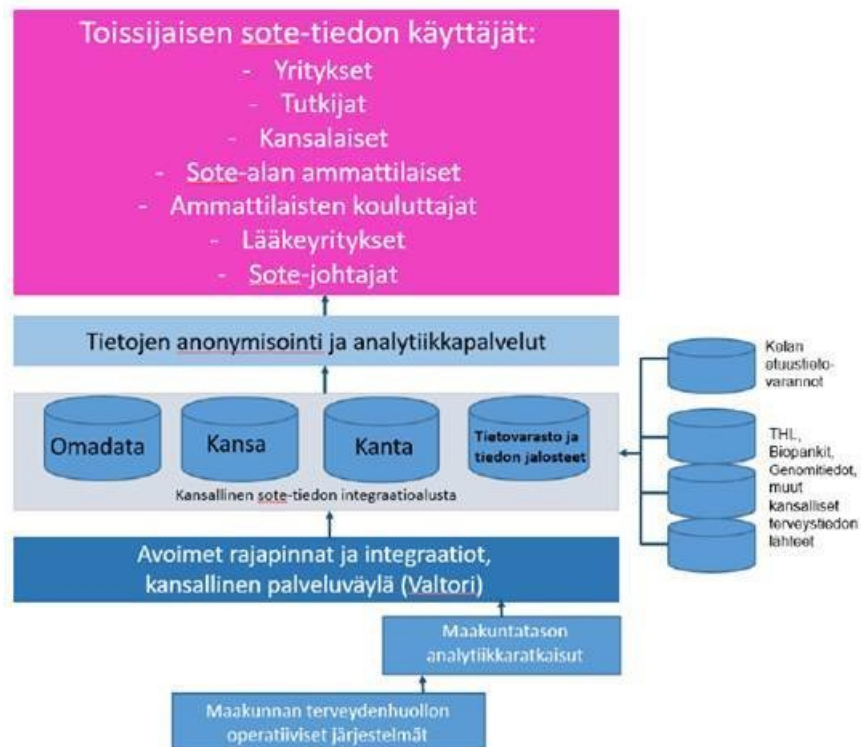 Toissijaisen sote-tiedon käyttäjät:
- Yritykset
- Tutkijat
- Kansalaiset
- Sote-alan ammattilaiset
- Ammattilaisten kouluttajat
- Lääkeyritykset
- Sote-johtajat
Tietojen anonymisointi ja analytiikkapalvelut
Omadata
Kansa
Kanta
Tietovarasto ja
tiedon jalosteet
Kansallinen sote-tiedon integraatioalusta
Kelan
etuustieto-
varannot
THL,
Biopankit,
Genomitiedot,
muut
kansalliset
terveystiedon
lähteet
Avoimet rajapinnat ja integraatiot,
kansallinen palveluväylä (Valtori)
Maakuntatason
analytiikkaratkaisut
Maakunnan terveydenhuollon
operatiiviset järjestelmät